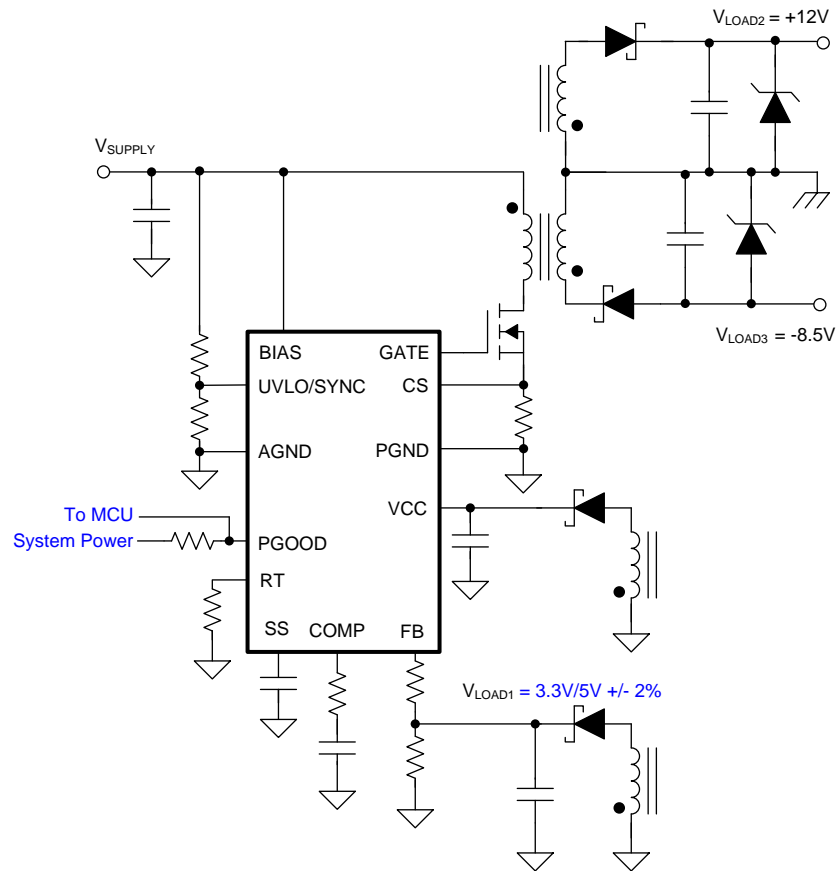 VLOAD2 = +12V
VSUPPLY
VLOAD3 = -8.5V
BIAS
GATE
UVLO/SYNC
CS
AGND
PGND
VCC
To MCU
System Power
PGOOD
RT
SS
COMP
FB
VLOAD1 = 3.3V/5V +/- 2%